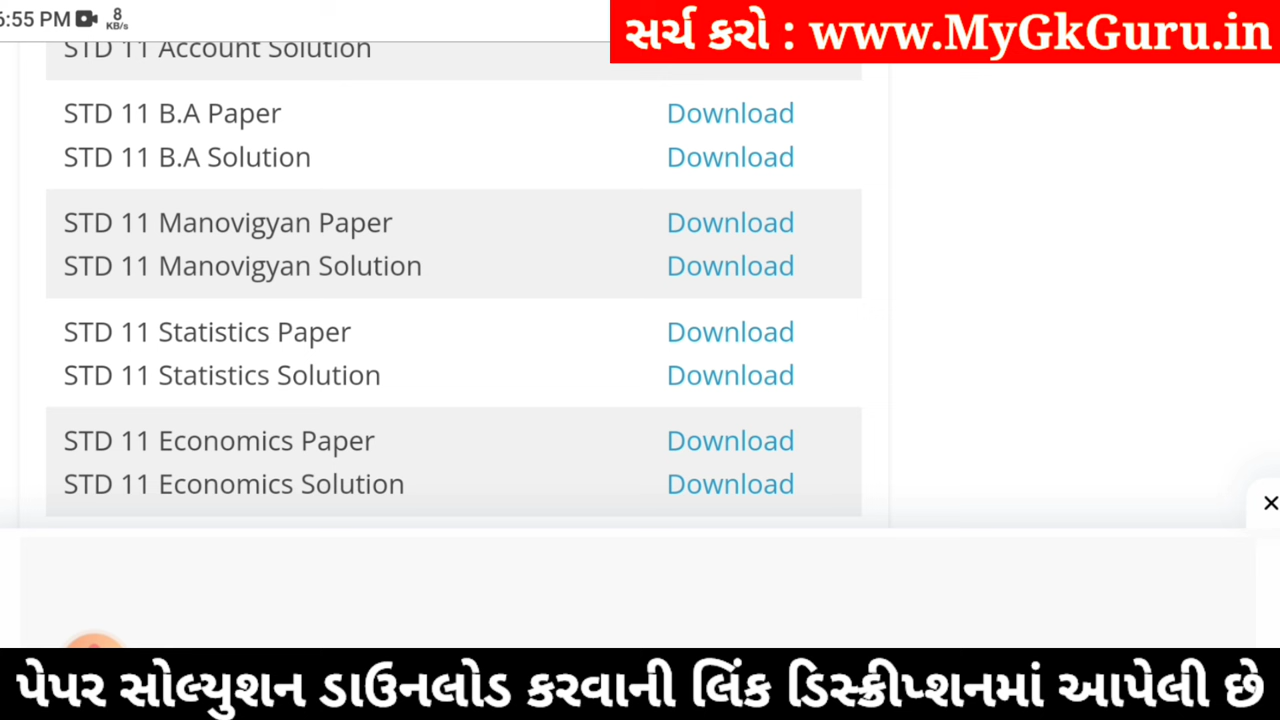 6:55 PM 8 KB/s
સર્ચ કરો : www.MyGkGuru.in
STD 11 Account Solution
STD 11 B.A Paper Download
STD 11 B.A Solution Download
STD 11 Manovigyan Paper Download
STD 11 Manovigyan Solution Download
STD 11 Statistics Paper Download
STD 11 Statistics Solution Download
STD 11 Economics Paper Download
STD 11 Economics Solution Download
પેપર સોલ્યુશન ડાઉનલોડ કરવાની લિંક ડિસ્ક્રીપ્શનમાં આપેલી છે